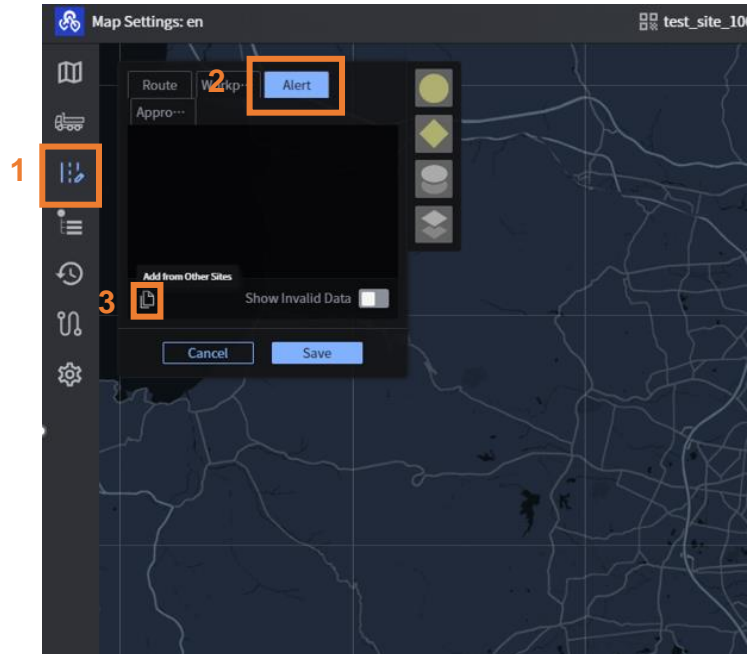 Map Settings: en
test_site_10
2
Route Workp··· Alert
Appro···
1
Add from Other Sites
3
Show Invalid Data
Cancel Save